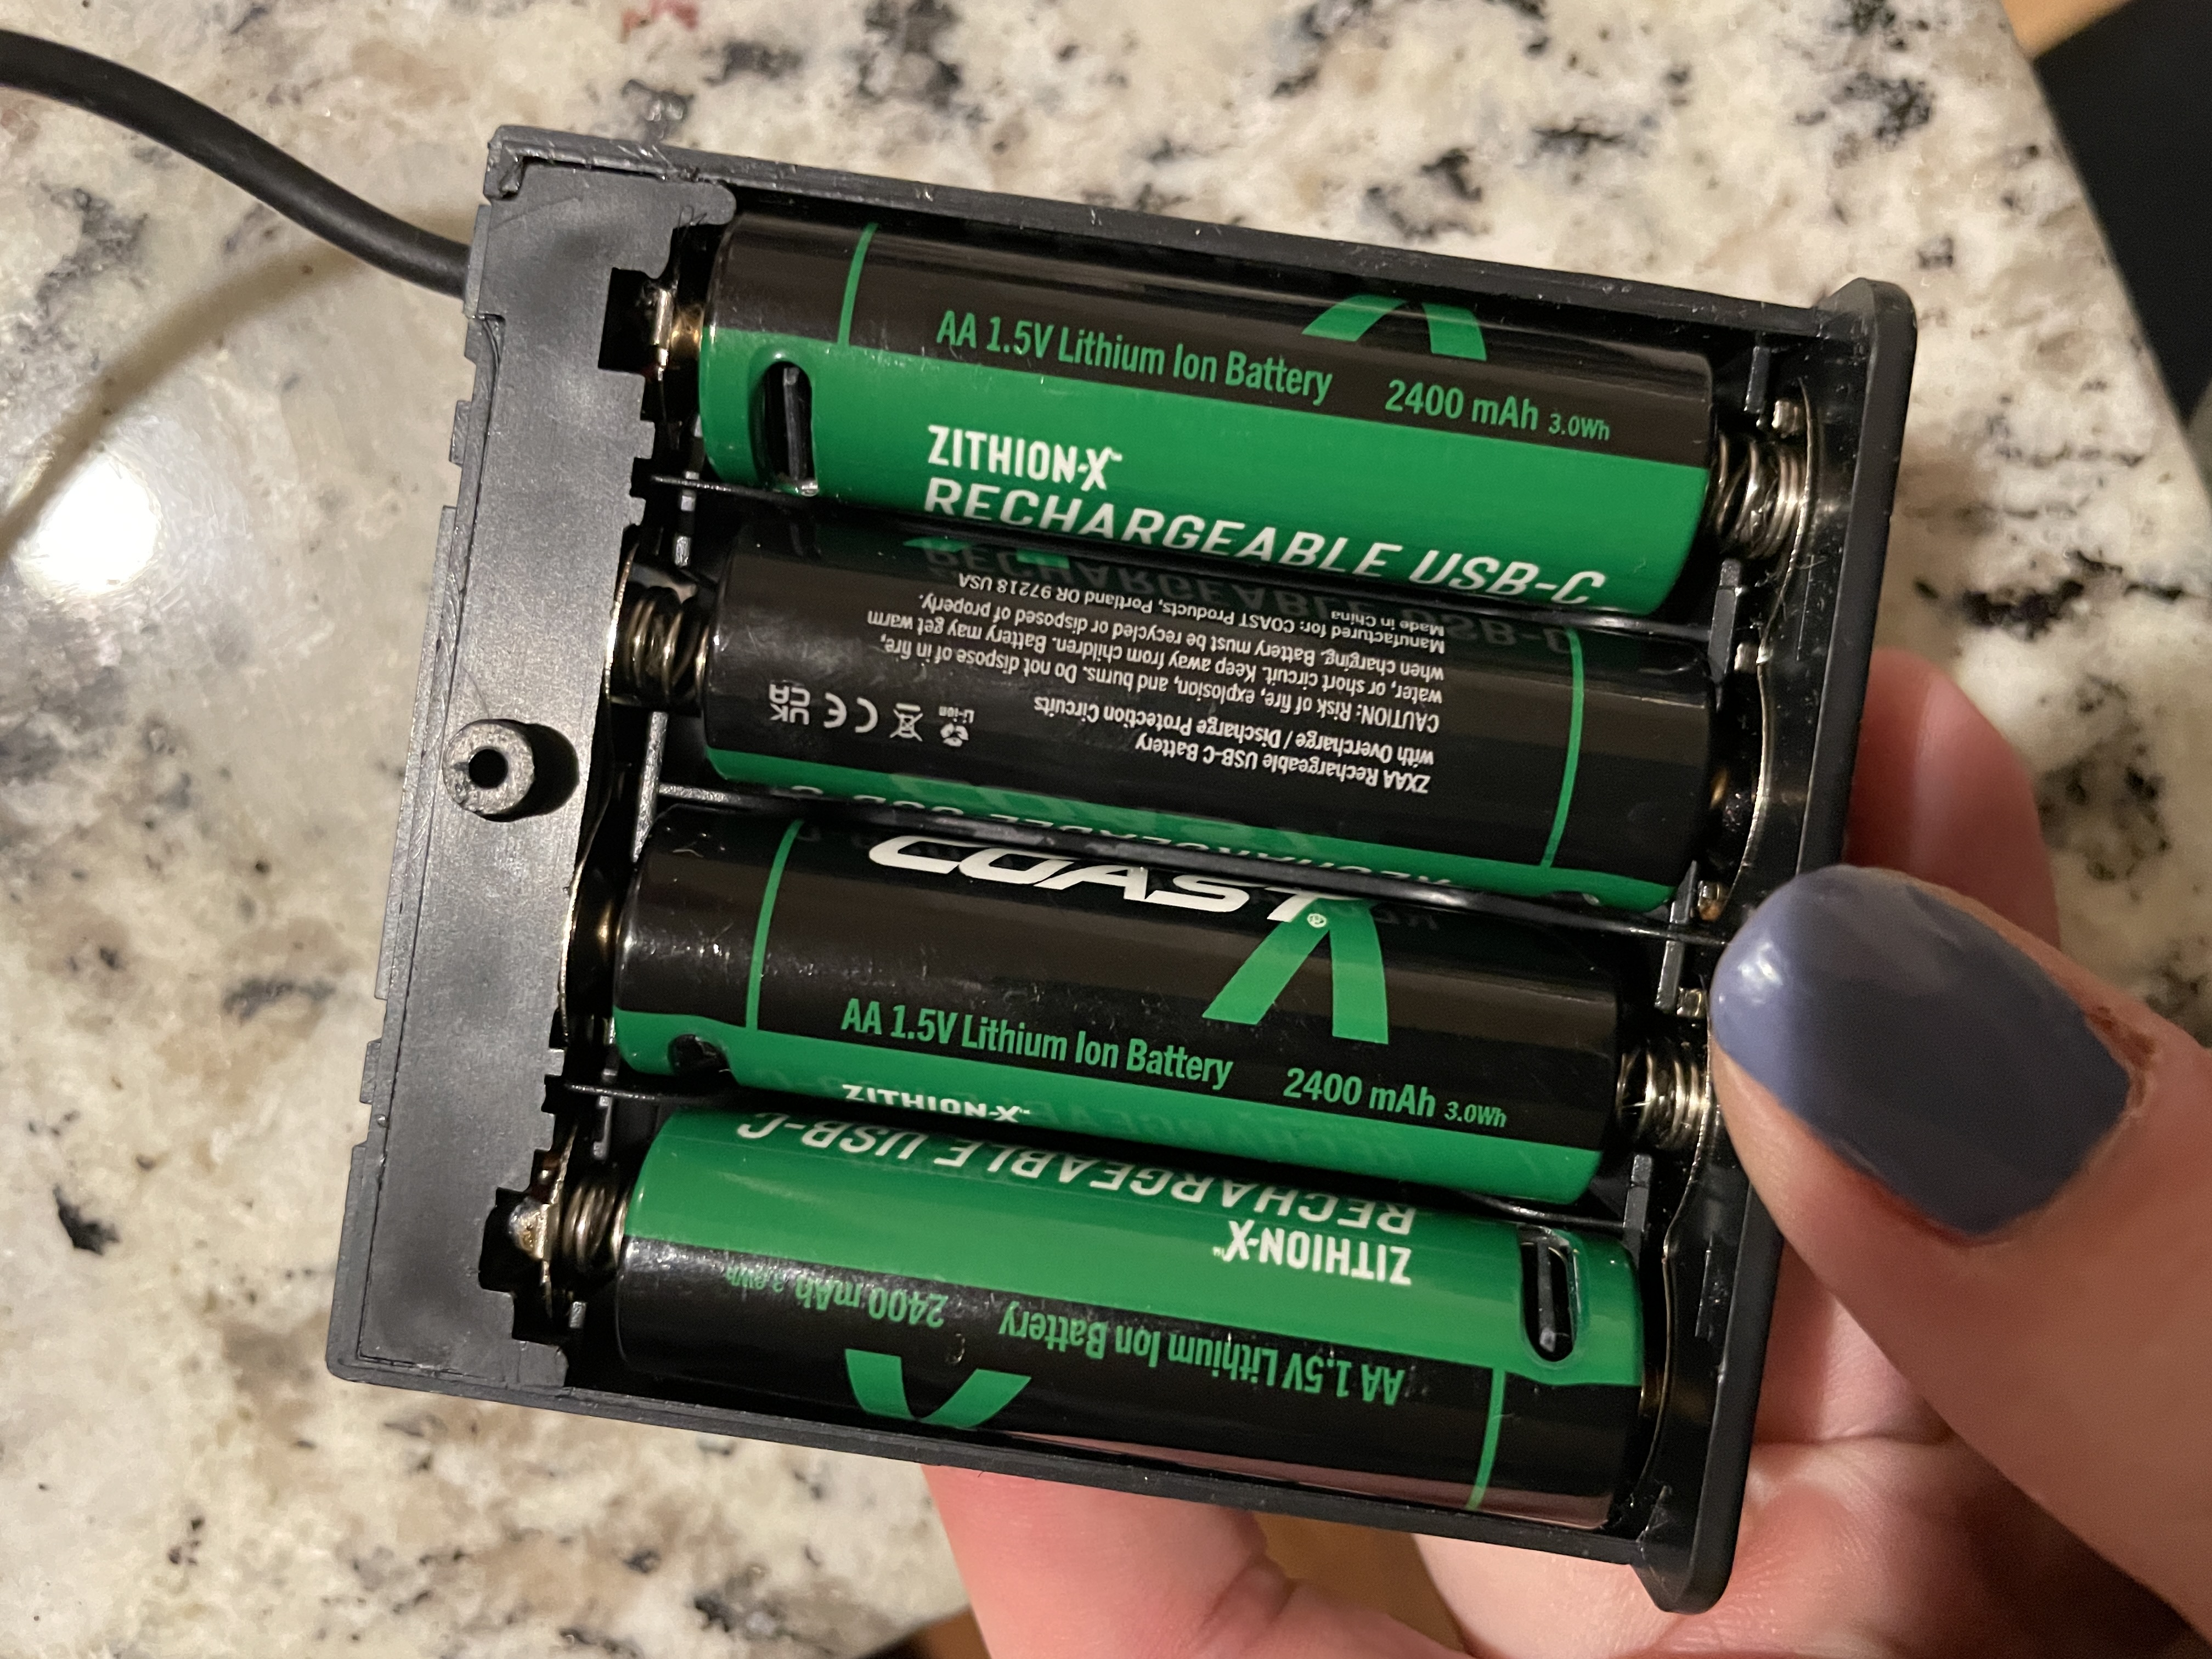 AA 1.5V Lithium Ion Battery 2400 mAh 3.0Wh
ZITHION-X™
RECHARGEABLE USB-C
ZITHION-X™
AA 1.5V Lithium Ion Battery 2400 mAh 3.0Wh
COAST®
ZXAA Rechargeable USB-C Battery
with Overcharge / Discharge Protection Circuits
Li-ion CE UKCA
CAUTION: Risk of fire, explosion, and burns. Do not dispose of in fire,
water, or short circuit. Keep away from children. Battery may get warm
when charging. Battery must be recycled or disposed of properly.
Manufactured for: COAST Products, Portland OR 97218 USA
Made in China
ZITHION-X™
RECHARGEABLE USB-C
AA 1.5V Lithium Ion Battery 2400 mAh 3.0Wh